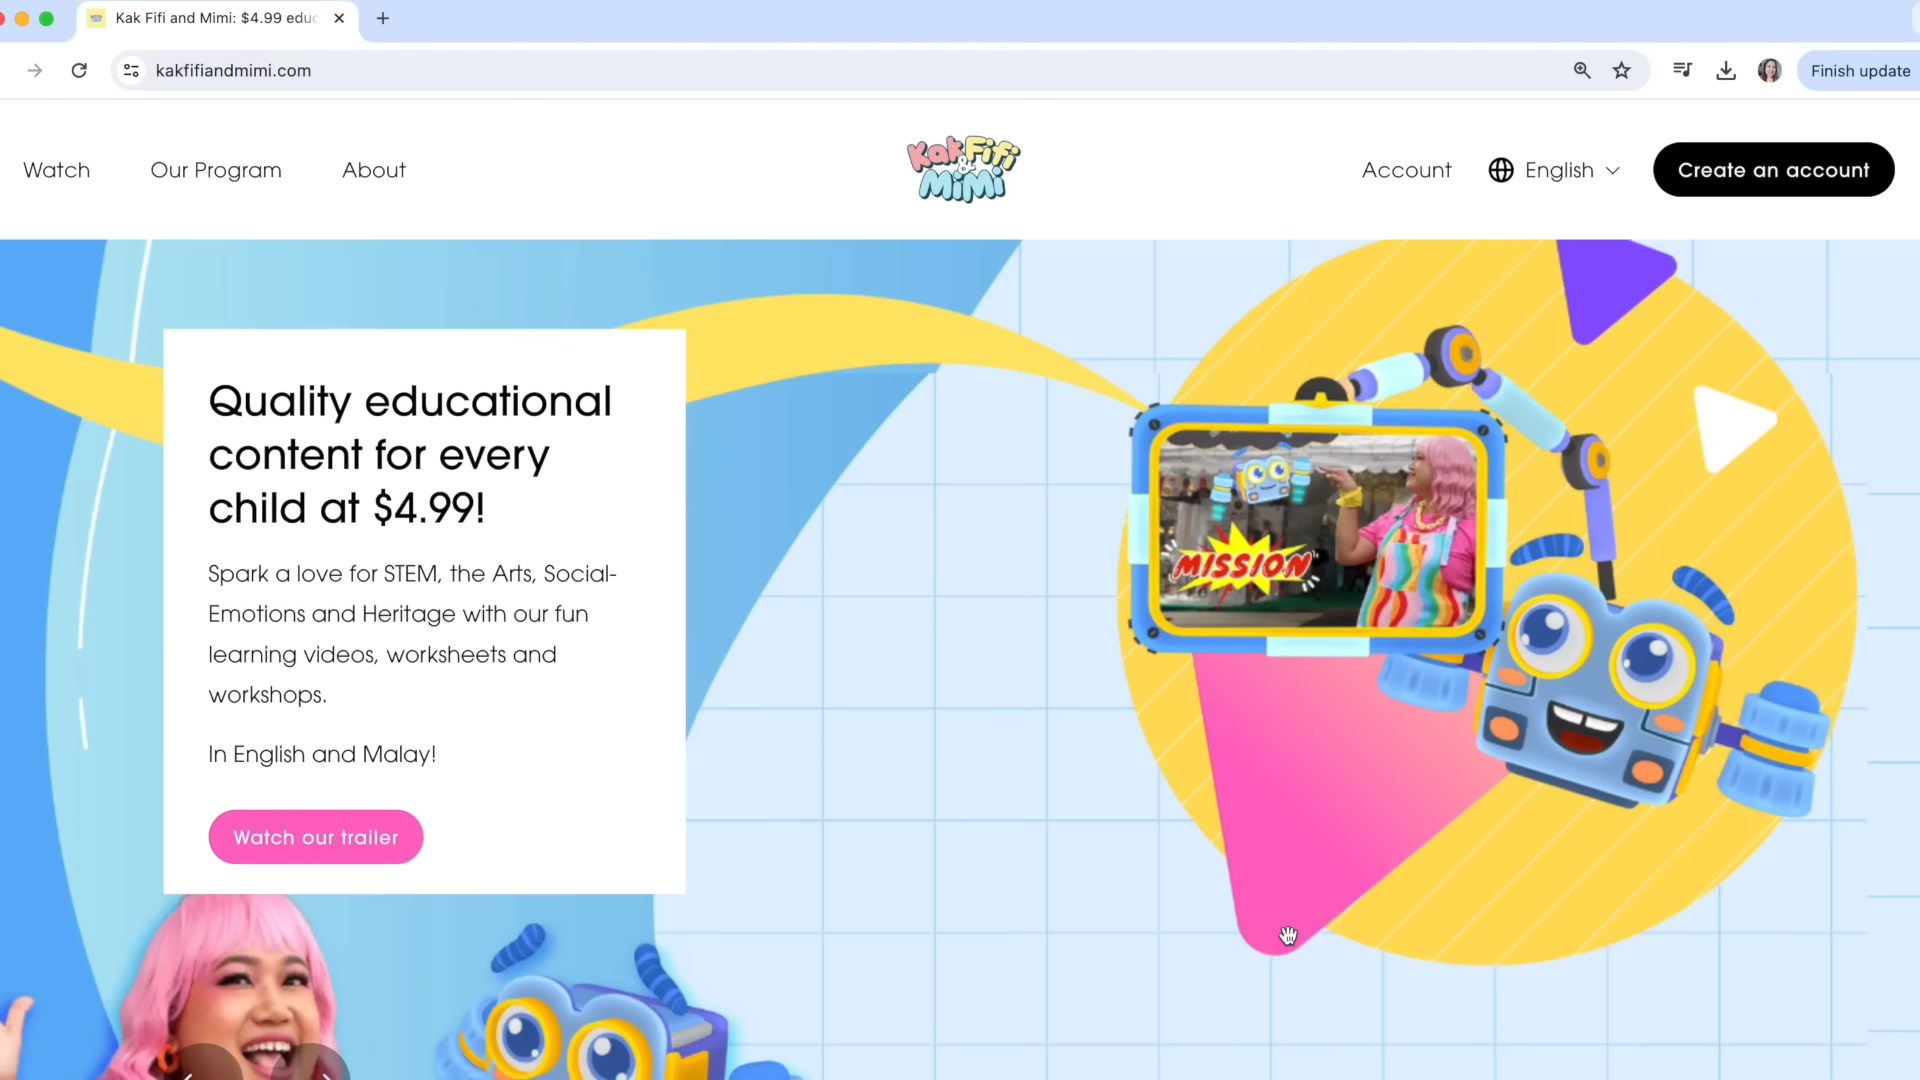 Kak Fifi and Mimi: $4.99 educ
kakfifiandmimi.com
Finish update
Watch
Our Program
About
Kak Fifi
&
MiMi
Account
English
Create an account
Quality educational
content for every
child at $4.99!
Spark a love for STEM, the Arts, Social-
Emotions and Heritage with our fun
learning videos, worksheets and
workshops.
In English and Malay!
Watch our trailer
MISSION